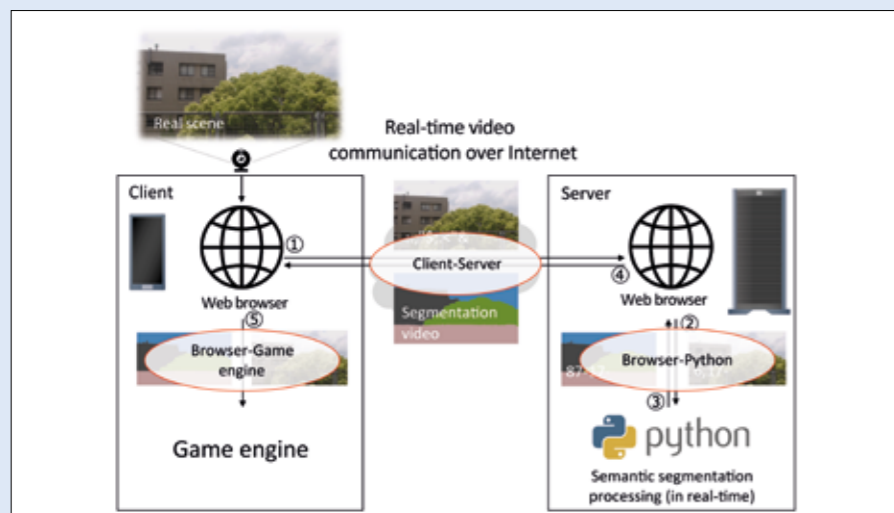 Real scene
Real-time video
communication over Internet
Client
Server
①
Client-Server
④
Web browser
Web browser
⑤
②
Segmentation
video
Browser-Game
engine
Browser-Python
③
Game engine
python
Semantic segmentation
processing (in real-time)